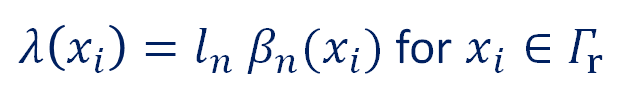 λ(xᵢ) = lₙ βₙ(xᵢ) for xᵢ ∈ Γᵣ